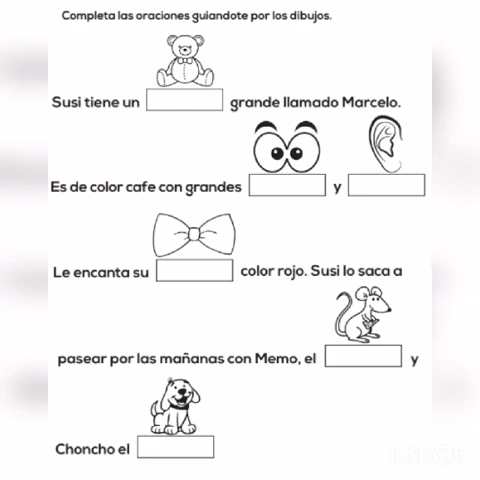 Completa las oraciones guiandote por los dibujos.
Susi tiene un grande llamado Marcelo.
Es de color cafe con grandes y
Le encanta su color rojo. Susi lo saca a
pasear por las mañanas con Memo, el y
Choncho el